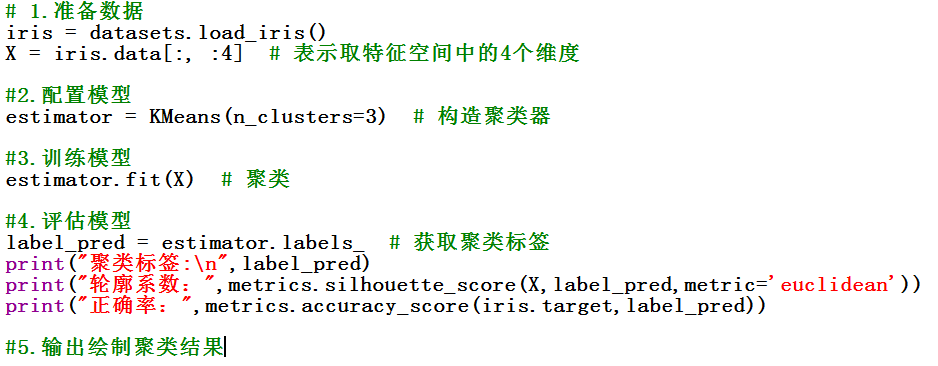 # 1.准备数据
iris = datasets.load_iris()
X = iris.data[:, :4]  # 表示取特征空间中的4个维度
#2.配置模型
estimator = KMeans(n_clusters=3)  # 构造聚类器
#3.训练模型
estimator.fit(X)  # 聚类
#4.评估模型
label_pred = estimator.labels_  # 获取聚类标签
print("聚类标签:\n",label_pred)
print("轮廓系数：",metrics.silhouette_score(X,label_pred,metric='euclidean'))
print("正确率：",metrics.accuracy_score(iris.target,label_pred))
#5.输出绘制聚类结果